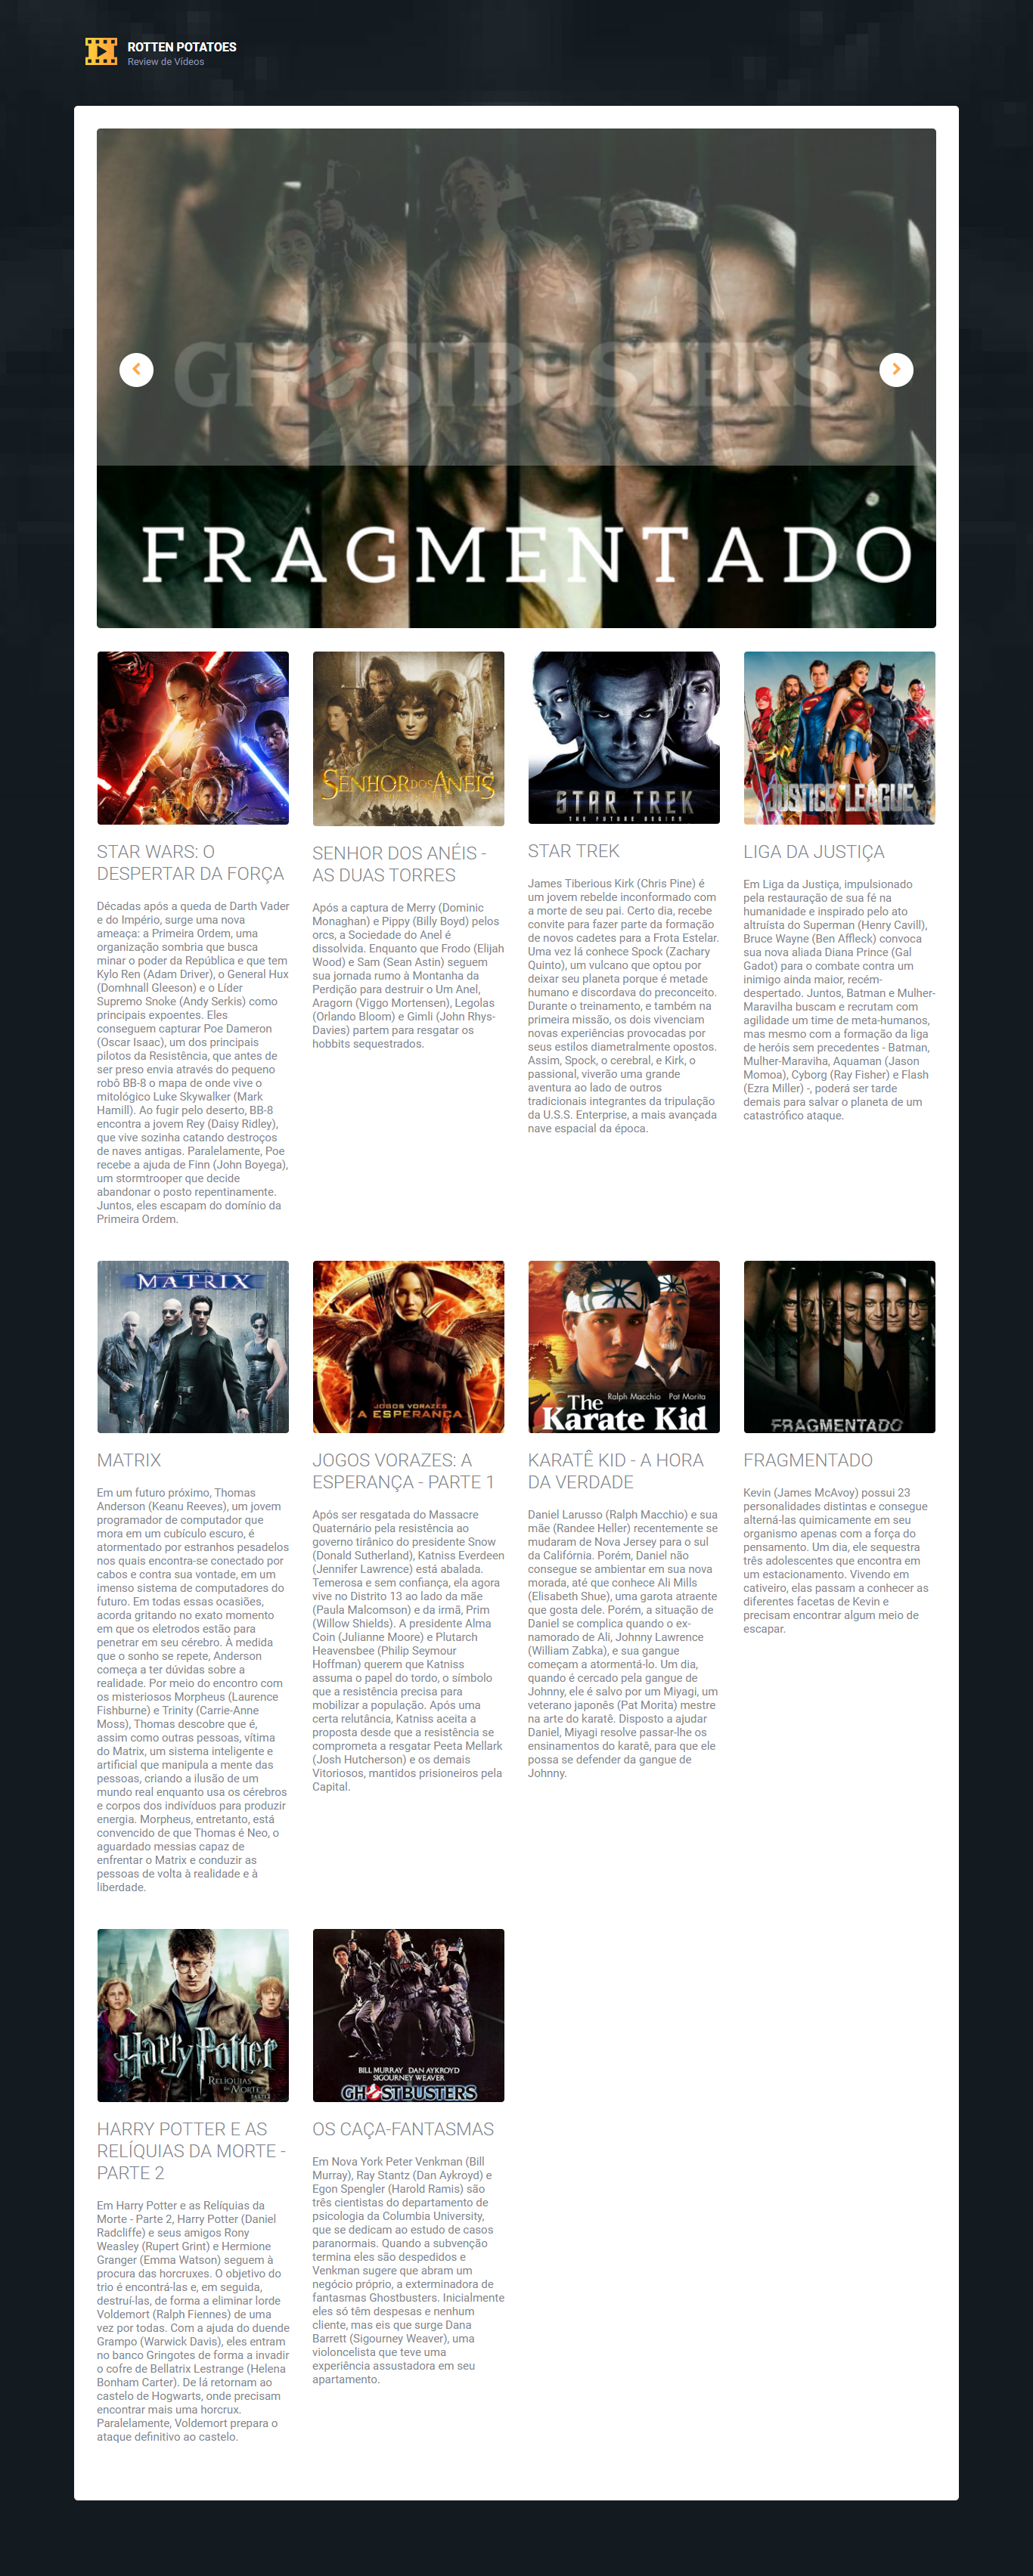 ROTTEN POTATOES
Review de Vídeos
GHOSTBUSTERS
FRAGMENTADO
SENHOR DOS ANÉIS
STAR TREK
THE FUTURE BEGINS
JUSTICE LEAGUE
STAR WARS: O
DESPERTAR DA FORÇA
Décadas após a queda de Darth Vader
e do Império, surge uma nova
ameaça: a Primeira Ordem, uma
organização sombria que busca
minar o poder da República e que tem
Kylo Ren (Adam Driver), o General Hux
(Domhnall Gleeson) e o Líder
Supremo Snoke (Andy Serkis) como
principais expoentes. Eles
conseguem capturar Poe Dameron
(Oscar Isaac), um dos principais
pilotos da Resistência, que antes de
ser preso envia através do pequeno
robô BB-8 o mapa de onde vive o
mitológico Luke Skywalker (Mark
Hamill). Ao fugir pelo deserto, BB-8
encontra a jovem Rey (Daisy Ridley),
que vive sozinha catando destroços
de naves antigas. Paralelamente, Poe
recebe a ajuda de Finn (John Boyega),
um stormtrooper que decide
abandonar o posto repentinamente.
Juntos, eles escapam do domínio da
Primeira Ordem.
SENHOR DOS ANÉIS -
AS DUAS TORRES
Após a captura de Merry (Dominic
Monaghan) e Pippy (Billy Boyd) pelos
orcs, a Sociedade do Anel é
dissolvida. Enquanto que Frodo (Elijah
Wood) e Sam (Sean Astin) seguem
sua jornada rumo à Montanha da
Perdição para destruir o Um Anel,
Aragorn (Viggo Mortensen), Legolas
(Orlando Bloom) e Gimli (John Rhys-
Davies) partem para resgatar os
hobbits sequestrados.
STAR TREK
James Tiberious Kirk (Chris Pine) é
um jovem rebelde inconformado com
a morte de seu pai. Certo dia, recebe
convite para fazer parte da formação
de novos cadetes para a Frota Estelar.
Uma vez lá conhece Spock (Zachary
Quinto), um vulcano que optou por
deixar seu planeta porque é metade
humano e discordava do preconceito.
Durante o treinamento, e também na
primeira missão, os dois vivenciam
novas experiências provocadas por
seus estilos diametralmente opostos.
Assim, Spock, o cerebral, e Kirk, o
passional, viverão uma grande
aventura ao lado de outros
tradicionais integrantes da tripulação
da U.S.S. Enterprise, a mais avançada
nave espacial da época.
LIGA DA JUSTIÇA
Em Liga da Justiça, impulsionado
pela restauração de sua fé na
humanidade e inspirado pelo ato
altruísta do Superman (Henry Cavill),
Bruce Wayne (Ben Affleck) convoca
sua nova aliada Diana Prince (Gal
Gadot) para o combate contra um
inimigo ainda maior, recém-
despertado. Juntos, Batman e Mulher-
Maravilha buscam e recrutam com
agilidade um time de meta-humanos,
mas mesmo com a formação da liga
de heróis sem precedentes - Batman,
Mulher-Maraviha, Aquaman (Jason
Momoa), Cyborg (Ray Fisher) e Flash
(Ezra Miller) -, poderá ser tarde
demais para salvar o planeta de um
catastrófico ataque.
MATRIX
JOGOS VORAZES
A ESPERANÇA
Ralph Macchio Pat Morita
The
Karate Kid
FRAGMENTADO
MATRIX
Em um futuro próximo, Thomas
Anderson (Keanu Reeves), um jovem
programador de computador que
mora em um cubículo escuro, é
atormentado por estranhos pesadelos
nos quais encontra-se conectado por
cabos e contra sua vontade, em um
imenso sistema de computadores do
futuro. Em todas essas ocasiões,
acorda gritando no exato momento
em que os eletrodos estão para
penetrar em seu cérebro. À medida
que o sonho se repete, Anderson
começa a ter dúvidas sobre a
realidade. Por meio do encontro com
os misteriosos Morpheus (Laurence
Fishburne) e Trinity (Carrie-Anne
Moss), Thomas descobre que é,
assim como outras pessoas, vítima
do Matrix, um sistema inteligente e
artificial que manipula a mente das
pessoas, criando a ilusão de um
mundo real enquanto usa os cérebros
e corpos dos indivíduos para produzir
energia. Morpheus, entretanto, está
convencido de que Thomas é Neo, o
aguardado messias capaz de
enfrentar o Matrix e conduzir as
pessoas de volta à realidade e à
liberdade.
JOGOS VORAZES: A
ESPERANÇA - PARTE 1
Após ser resgatada do Massacre
Quaternário pela resistência ao
governo tirânico do presidente Snow
(Donald Sutherland), Katniss Everdeen
(Jennifer Lawrence) está abalada.
Temerosa e sem confiança, ela agora
vive no Distrito 13 ao lado da mãe
(Paula Malcomson) e da irmã, Prim
(Willow Shields). A presidente Alma
Coin (Julianne Moore) e Plutarch
Heavensbee (Philip Seymour
Hoffman) querem que Katniss
assuma o papel do tordo, o símbolo
que a resistência precisa para
mobilizar a população. Após uma
certa relutância, Katniss aceita a
proposta desde que a resistência se
comprometa a resgatar Peeta Mellark
(Josh Hutcherson) e os demais
Vitoriosos, mantidos prisioneiros pela
Capital.
KARATÊ KID - A HORA
DA VERDADE
Daniel Larusso (Ralph Macchio) e sua
mãe (Randee Heller) recentemente se
mudaram de Nova Jersey para o sul
da Califórnia. Porém, Daniel não
consegue se ambientar em sua nova
morada, até que conhece Ali Mills
(Elisabeth Shue), uma garota atraente
que gosta dele. Porém, a situação de
Daniel se complica quando o ex-
namorado de Ali, Johnny Lawrence
(William Zabka), e sua gangue
começam a atormentá-lo. Um dia,
quando é cercado pela gangue de
Johnny, ele é salvo por um Miyagi, um
veterano japonês (Pat Morita) mestre
na arte do karatê. Disposto a ajudar
Daniel, Miyagi resolve passar-lhe os
ensinamentos do karatê, para que ele
possa se defender da gangue de
Johnny.
FRAGMENTADO
Kevin (James McAvoy) possui 23
personalidades distintas e consegue
alterná-las quimicamente em seu
organismo apenas com a força do
pensamento. Um dia, ele sequestra
três adolescentes que encontra em
um estacionamento. Vivendo em
cativeiro, elas passam a conhecer as
diferentes facetas de Kevin e
precisam encontrar algum meio de
escapar.
Harry Potter
RELÍQUIAS
DA MORTE
BILL MURRAY DAN AYKROYD
SIGOURNEY WEAVER
GHOSTBUSTERS
HARRY POTTER E AS
RELÍQUIAS DA MORTE -
PARTE 2
Em Harry Potter e as Relíquias da
Morte - Parte 2, Harry Potter (Daniel
Radcliffe) e seus amigos Rony
Weasley (Rupert Grint) e Hermione
Granger (Emma Watson) seguem à
procura das horcruxes. O objetivo do
trio é encontrá-las e, em seguida,
destruí-las, de forma a eliminar lorde
Voldemort (Ralph Fiennes) de uma
vez por todas. Com a ajuda do duende
Grampo (Warwick Davis), eles entram
no banco Gringotes de forma a invadir
o cofre de Bellatrix Lestrange (Helena
Bonham Carter). De lá retornam ao
castelo de Hogwarts, onde precisam
encontrar mais uma horcrux.
Paralelamente, Voldemort prepara o
ataque definitivo ao castelo.
OS CAÇA-FANTASMAS
Em Nova York Peter Venkman (Bill
Murray), Ray Stantz (Dan Aykroyd) e
Egon Spengler (Harold Ramis) são
três cientistas do departamento de
psicologia da Columbia University,
que se dedicam ao estudo de casos
paranormais. Quando a subvenção
termina eles são despedidos e
Venkman sugere que abram um
negócio próprio, a exterminadora de
fantasmas Ghostbusters. Inicialmente
eles só têm despesas e nenhum
cliente, mas eis que surge Dana
Barrett (Sigourney Weaver), uma
violoncelista que teve uma
experiência assustadora em seu
apartamento.